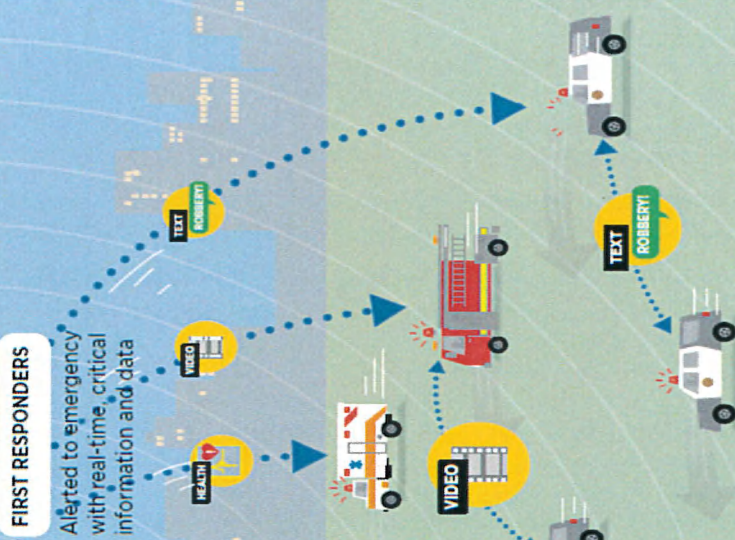 FIRST RESPONDERS
Alerted to emergency
with real-time, critical
information and data
HEALTH
VIDEO
TEXT
ROBBERY!
VIDEO
TEXT
ROBBERY!